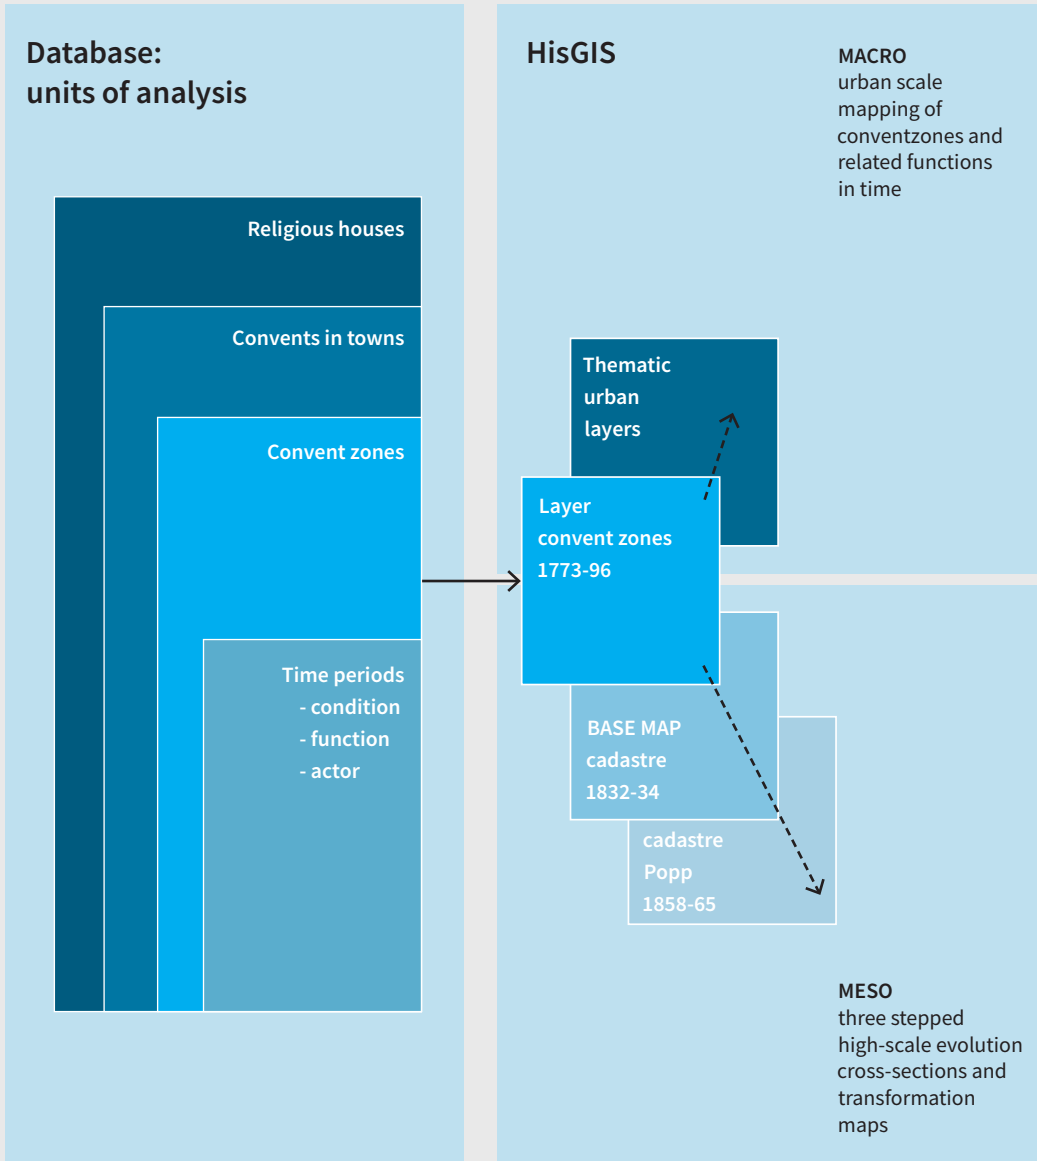 Database:
units of analysis
Religious houses
Convents in towns
Convent zones
Time periods
- condition
- function
- actor
HisGIS
MACRO
urban scale
mapping of
conventzones and
related functions
in time
Thematic
urban
layers
Layer
convent zones
1773-96
BASE MAP
cadastre
1832-34
cadastre
Popp
1858-65
MESO
three stepped
high-scale evolution
cross-sections and
transformation
maps